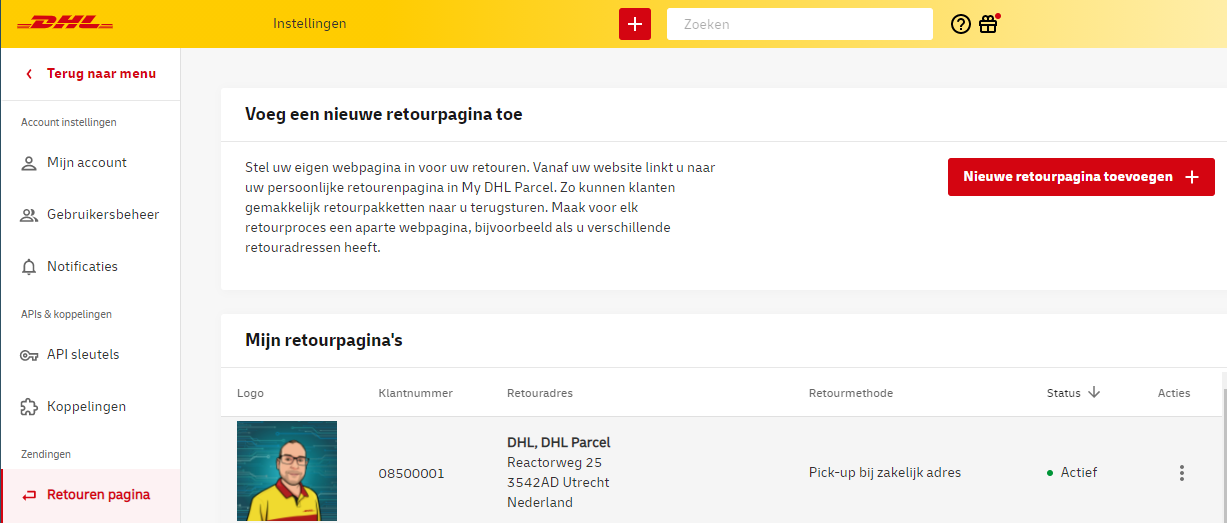 DHL
Instellingen
Zoeken
Terug naar menu
Account instellingen
Mijn account
Gebruikersbeheer
Notificaties
APIs & koppelingen
API sleutels
Koppelingen
Zendingen
Retouren pagina
Voeg een nieuwe retourpagina toe
Stel uw eigen webpagina in voor uw retouren. Vanaf uw website linkt u naar
uw persoonlijke retourenpagina in My DHL Parcel. Zo kunnen klanten
gemakkelijk retourpakketten naar u terugsturen. Maak voor elk
retourproces een aparte webpagina, bijvoorbeeld als u verschillende
retouradressen heeft.
Nieuwe retourpagina toevoegen
Mijn retourpagina's
Logo Klantnummer Retouradres Retourmethode Status Acties
08500001
DHL, DHL Parcel
Reactorweg 25
3542AD Utrecht
Nederland
Pick-up bij zakelijk adres
Actief